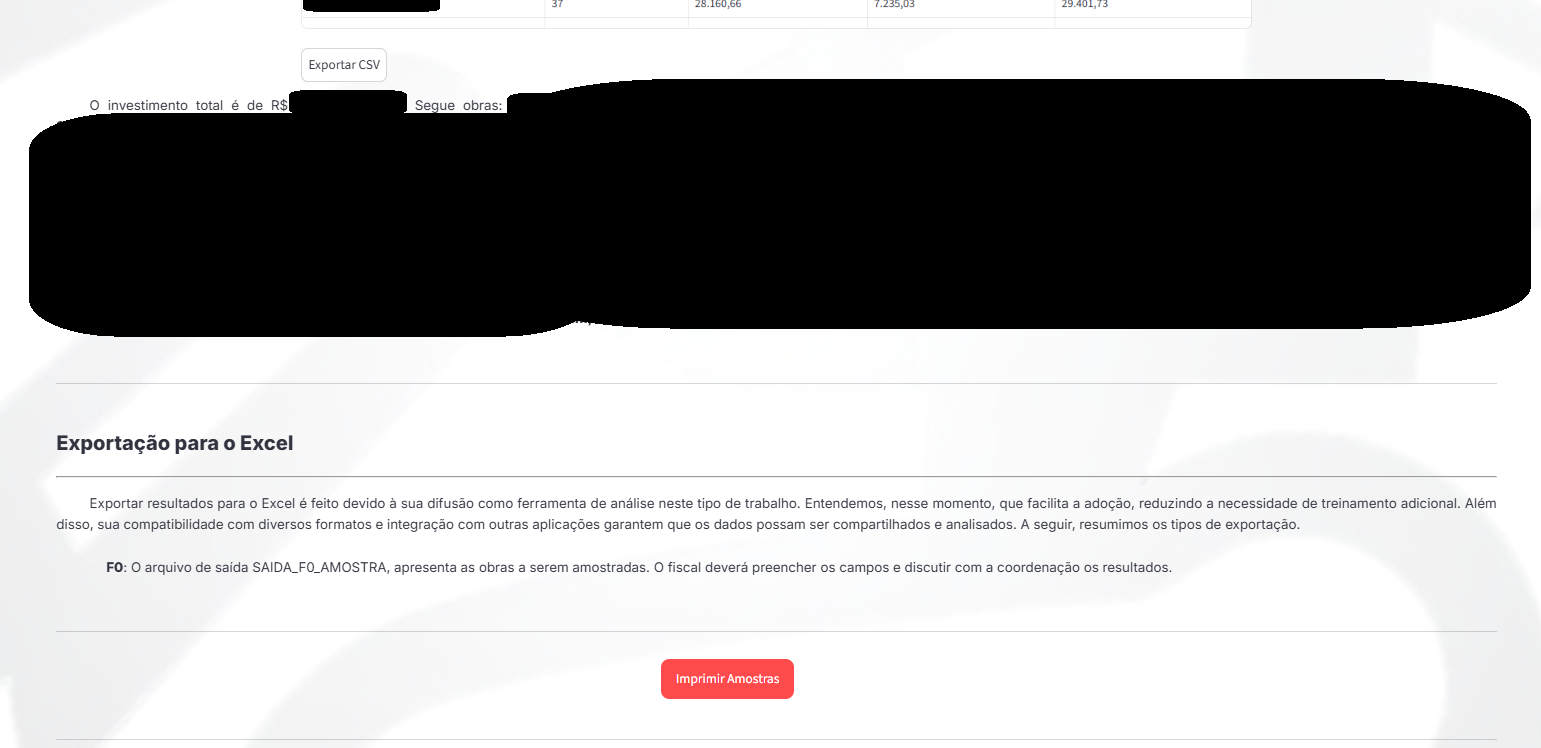 37 28.160,66 7.235,03 29.401,73
Exportar CSV
O investimento total é de R$ Segue obras:
Exportação para o Excel
Exportar resultados para o Excel é feito devido à sua difusão como ferramenta de análise neste tipo de trabalho. Entendemos, nesse momento, que facilita a adoção, reduzindo a necessidade de treinamento adicional. Além
disso, sua compatibilidade com diversos formatos e integração com outras aplicações garantem que os dados possam ser compartilhados e analisados. A seguir, resumimos os tipos de exportação.
F0: O arquivo de saída SAIDA_F0_AMOSTRA, apresenta as obras a serem amostradas. O fiscal deverá preencher os campos e discutir com a coordenação os resultados.
Imprimir Amostras